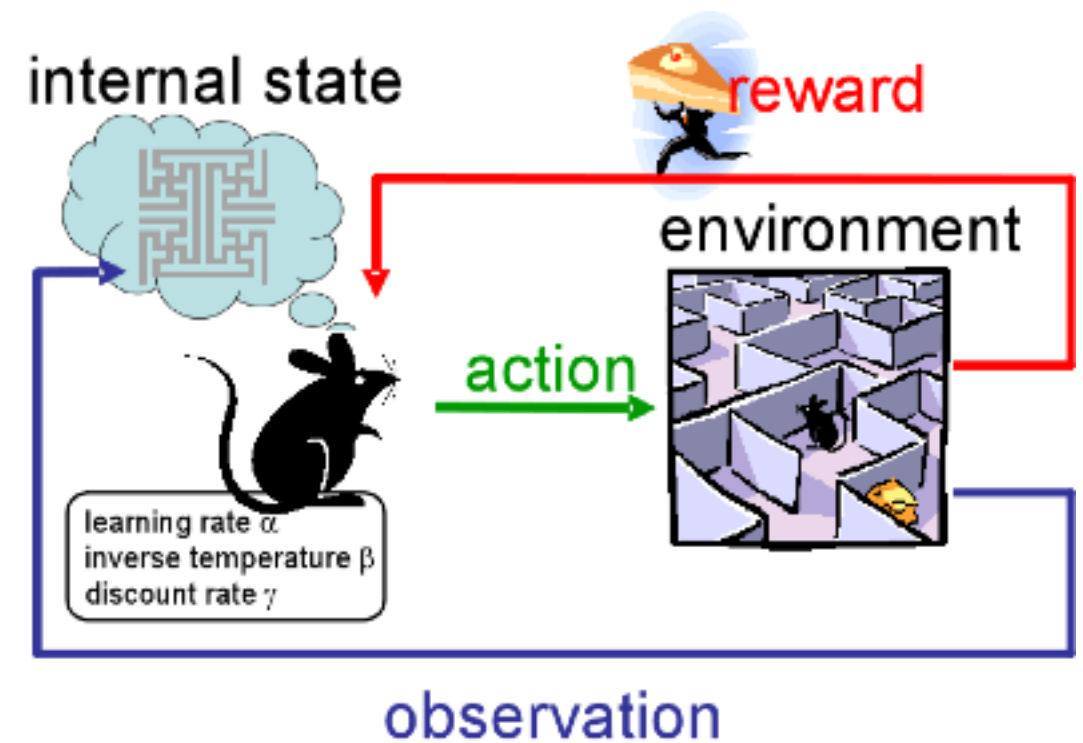 internal state
reward
environment
action
learning rate α
inverse temperature β
discount rate γ
observation